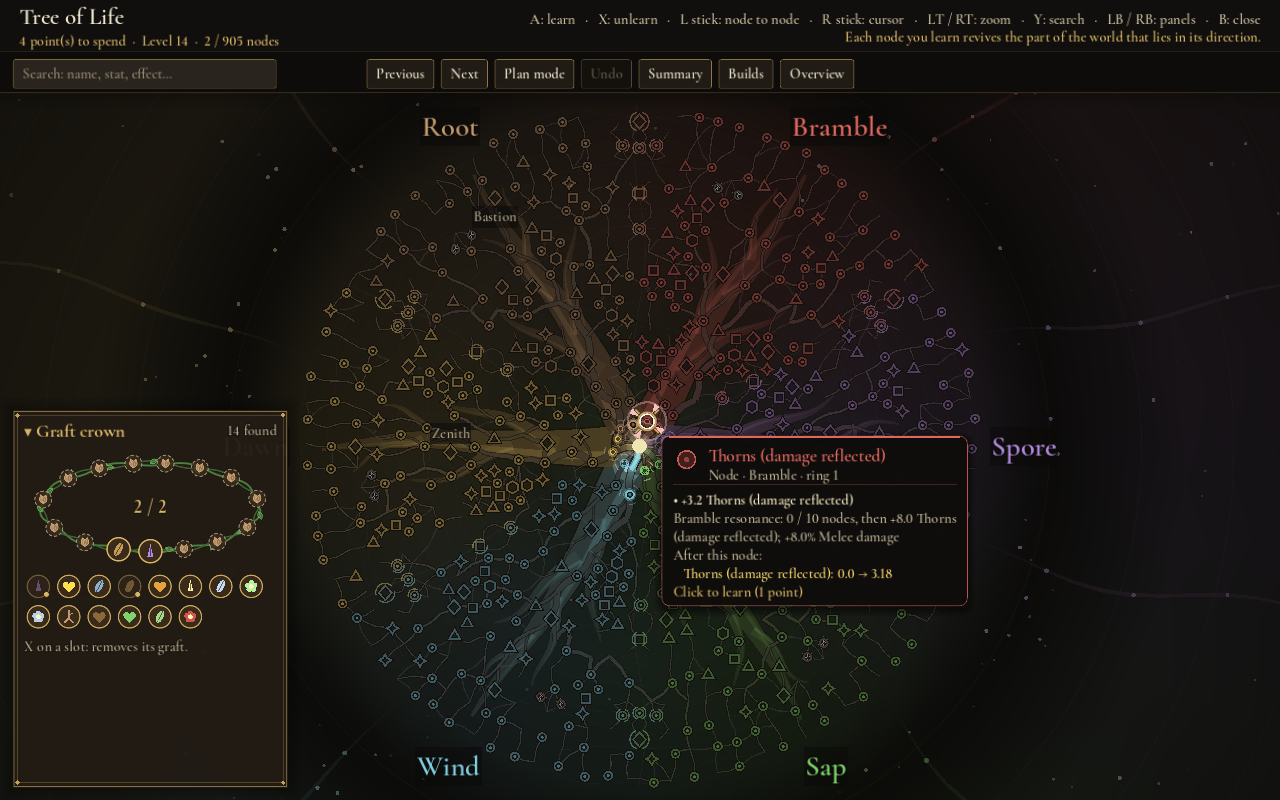 Tree of Life
4 point(s) to spend · Level 14 · 2 / 905 nodes
A: learn · X: unlearn · L stick: node to node · R stick: cursor · LT / RT: zoom · Y: search · LB / RB: panels · B: close
Each node you learn revives the part of the world that lies in its direction.
Search: name, stat, effect...
Previous
Next
Plan mode
Undo
Summary
Builds
Overview
Root
Bramble
Bastion
Zenith
Dawn
Spore
Wind
Sap
▾ Graft crown
14 found
2 / 2
X on a slot: removes its graft.
Thorns (damage reflected)
Node · Bramble · ring 1
• +3.2 Thorns (damage reflected)
Bramble resonance: 0 / 10 nodes, then +8.0 Thorns
(damage reflected); +8.0% Melee damage
After this node:
Thorns (damage reflected): 0.0 → 3.18
Click to learn (1 point)